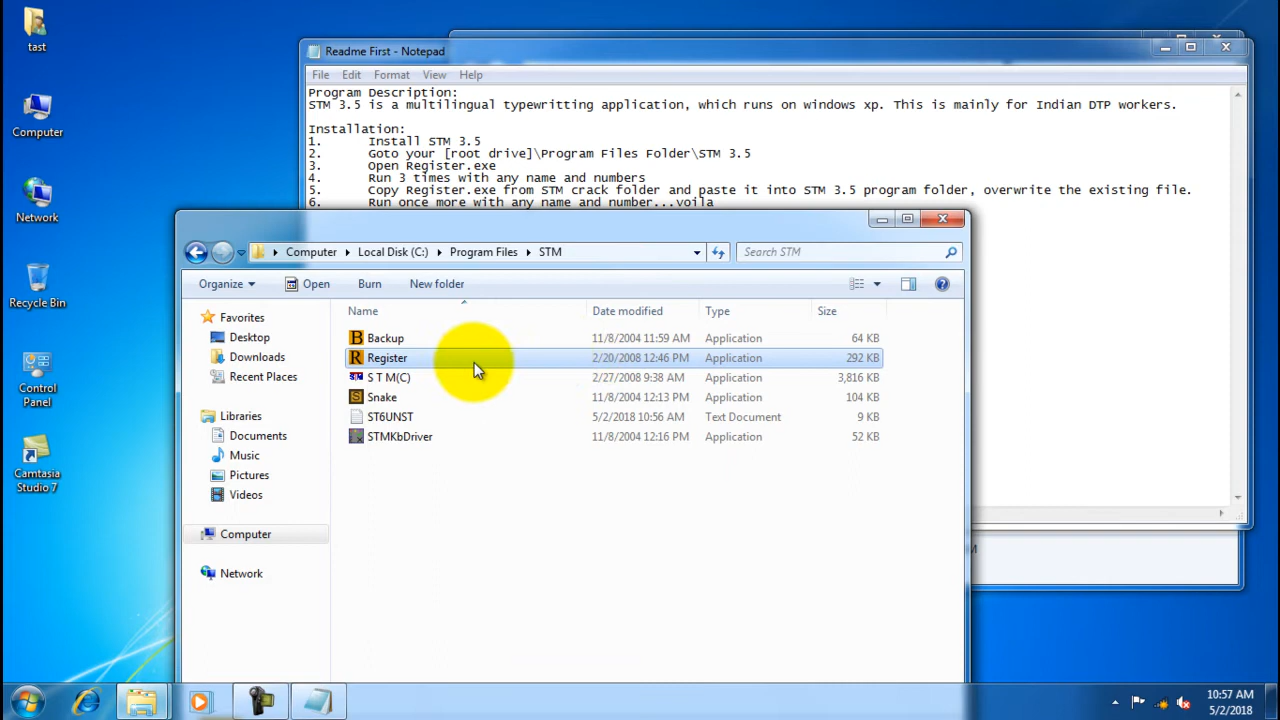 tast
Computer
Network
Recycle Bin
Control
Panel
Camtasia
Studio 7
Readme First - Notepad
File Edit Format View Help
Program Description:
STM 3.5 is a multilingual typewritting application, which runs on windows xp. This is mainly for Indian DTP workers.
Installation:
1. Install STM 3.5
2. Goto your [root drive]\Program Files Folder\STM 3.5
3. Open Register.exe
4. Run 3 times with any name and numbers
5. Copy Register.exe from STM crack folder and paste it into STM 3.5 program folder, overwrite the existing file.
6. Run once more with any name and number...voila
Computer Local Disk (C:) Program Files STM
Search STM
Organize Open Burn New folder
Name Date modified Type Size
Backup 11/8/2004 11:59 AM Application 64 KB
Register 2/20/2008 12:46 PM Application 292 KB
S T M(C) 2/27/2008 9:38 AM Application 3,816 KB
Snake 11/8/2004 12:13 PM Application 104 KB
ST6UNST 5/2/2018 10:56 AM Text Document 9 KB
STMKbDriver 11/8/2004 12:16 PM Application 52 KB
Favorites
Desktop
Downloads
Recent Places
Libraries
Documents
Music
Pictures
Videos
Computer
Network
10:57 AM
5/2/2018